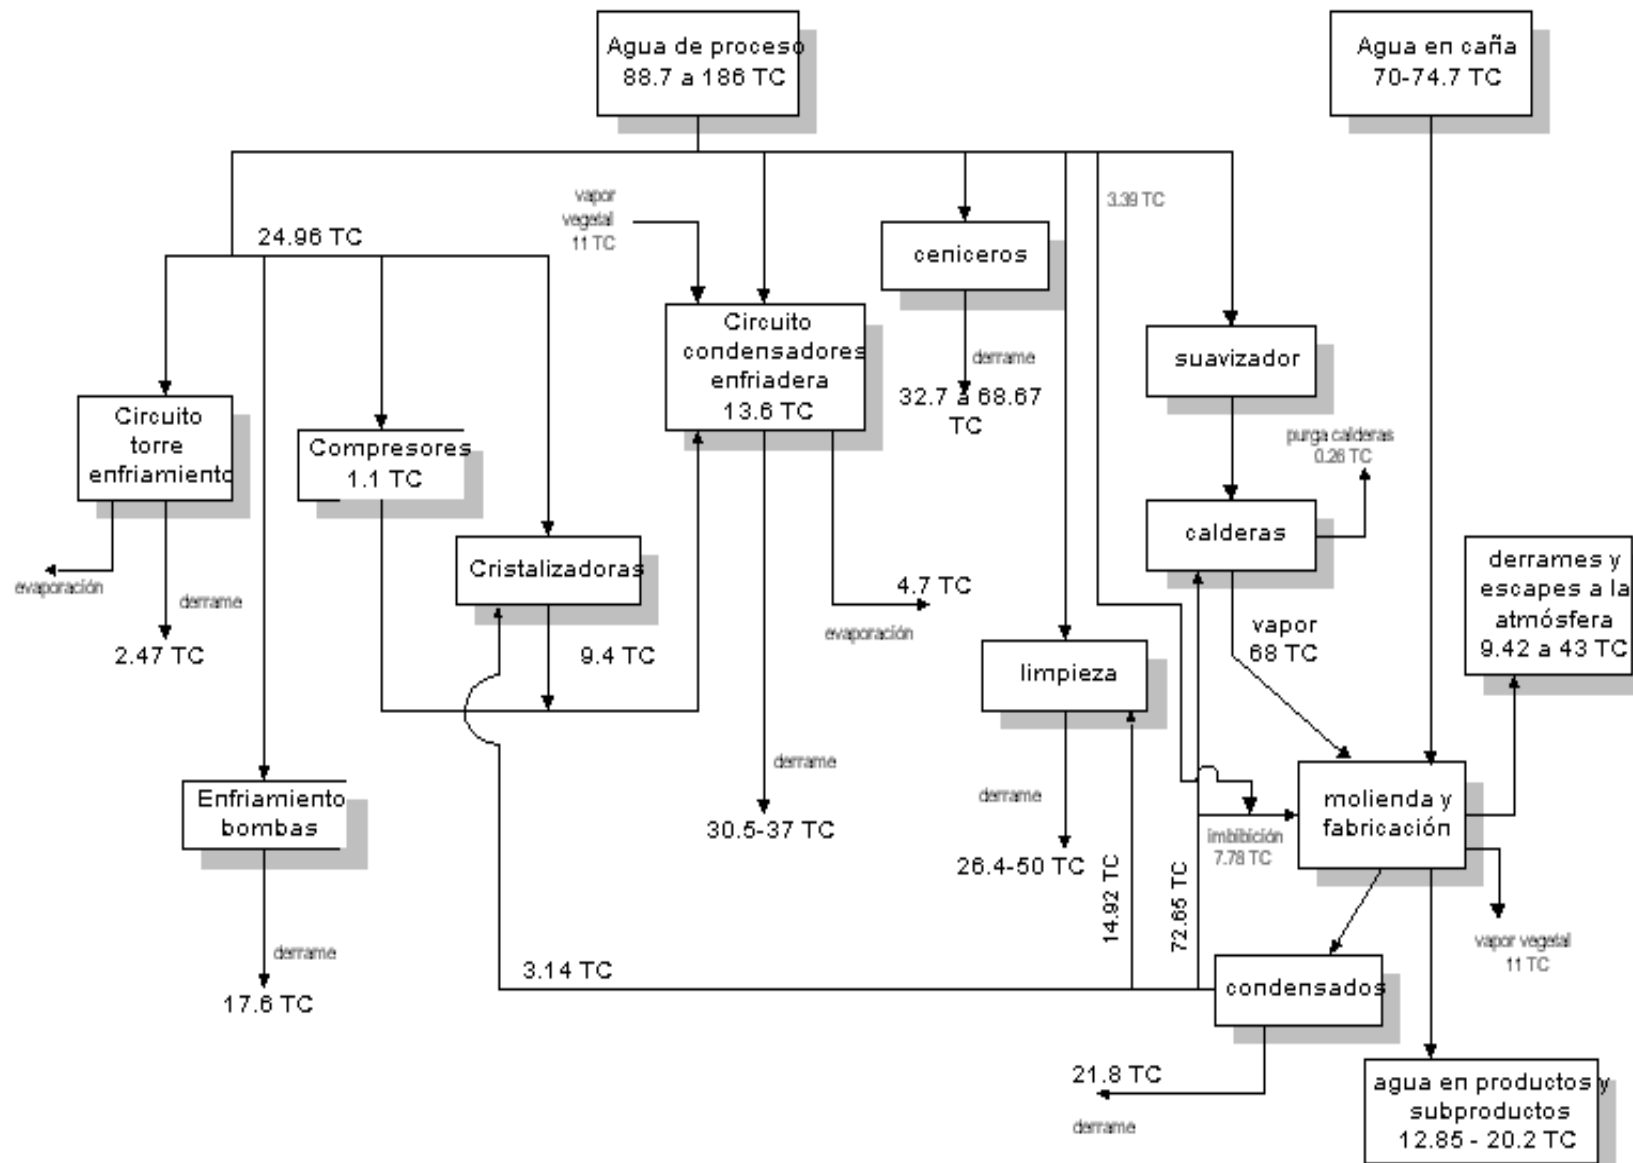 Agua de proceso
88.7 a 186 TC
Agua en caña
70-74.7 TC
vapor
vegetal
11 TC
3.39 TC
24.96 TC
ceniceros
Circuito
condensadores
enfriadera
13.6 TC
suavizador
derrame
32.7 a 68.67
TC
Circuito
torre
enfriamiento
Compresores
1.1 TC
purga calderas
0.26 TC
calderas
Cristalizadoras
derrames y
escapes a la
atmósfera
9.42 a 43 TC
evaporación
derrame
2.47 TC
9.4 TC
4.7 TC
evaporación
vapor
68 TC
limpieza
derrame
derrame
Enfriamiento
bombas
molienda y
fabricación
30.5-37 TC
imbibición
7.78 TC
26.4-50 TC
14.92 TC
72.65 TC
derrame
3.14 TC
17.6 TC
vapor vegetal
11 TC
condensados
21.8 TC
derrame
agua en productos y
subproductos
12.85 - 20.2 TC